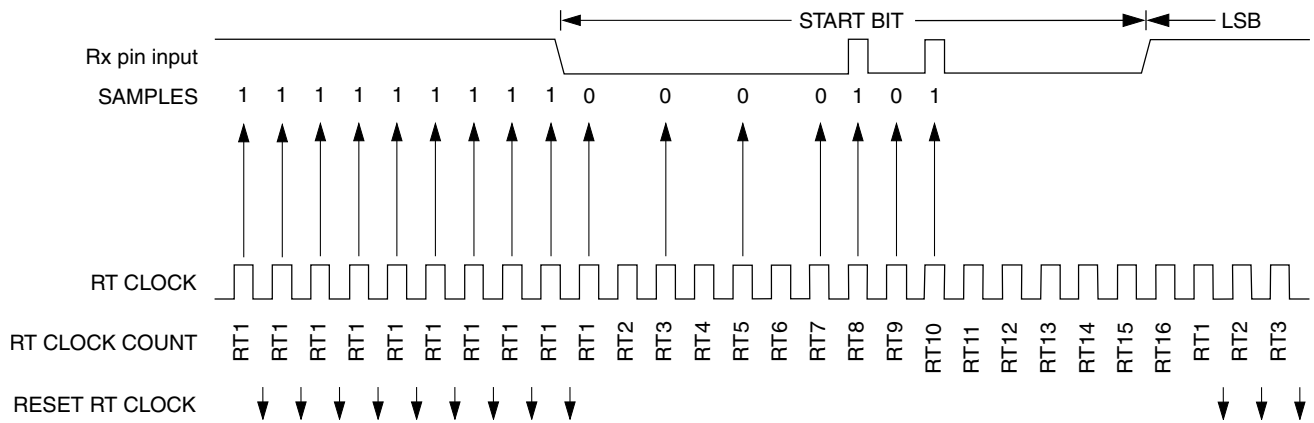 START BIT LSB
Rx pin input
SAMPLES 1 1 1 1 1 1 1 1 1 0 0 0 0 1 0 1
RT CLOCK
RT CLOCK COUNT RT1 RT1 RT1 RT1 RT1 RT1 RT1 RT1 RT1 RT1 RT2 RT3 RT4 RT5 RT6 RT7 RT8 RT9 RT10 RT11 RT12 RT13 RT14 RT15 RT16 RT1 RT2 RT3
RESET RT CLOCK